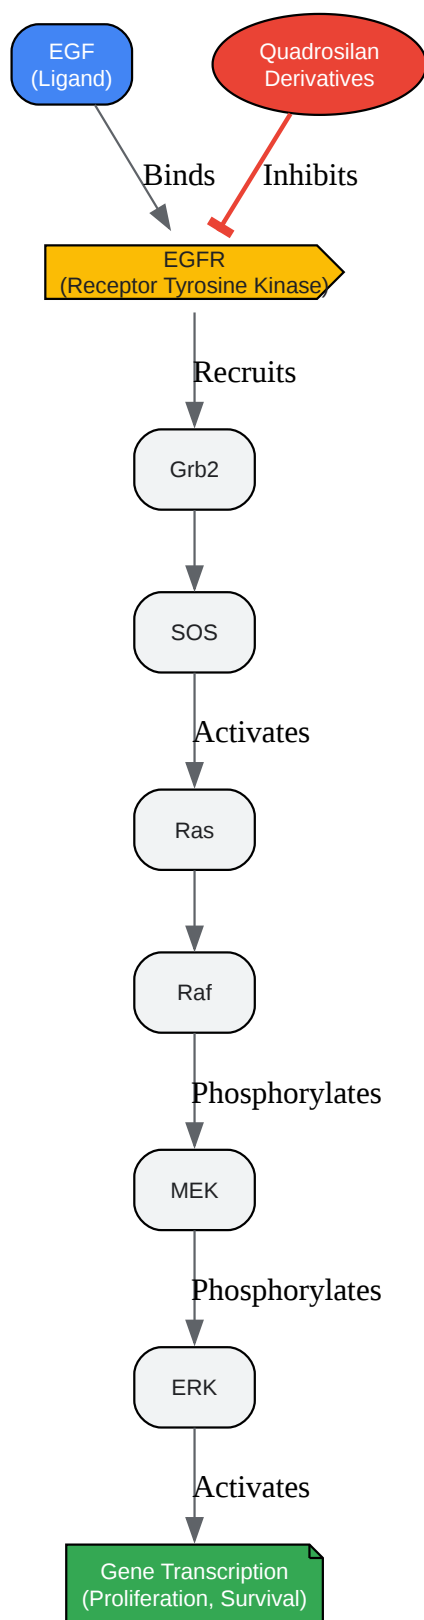 EGF
(Ligand)
Quadrosilan
Derivatives
Binds
Inhibits
EGFR
(Receptor Tyrosine Kinase)
Recruits
Grb2
SOS
Activates
Ras
Raf
Phosphorylates
MEK
Phosphorylates
ERK
Activates
Gene Transcription
(Proliferation, Survival)